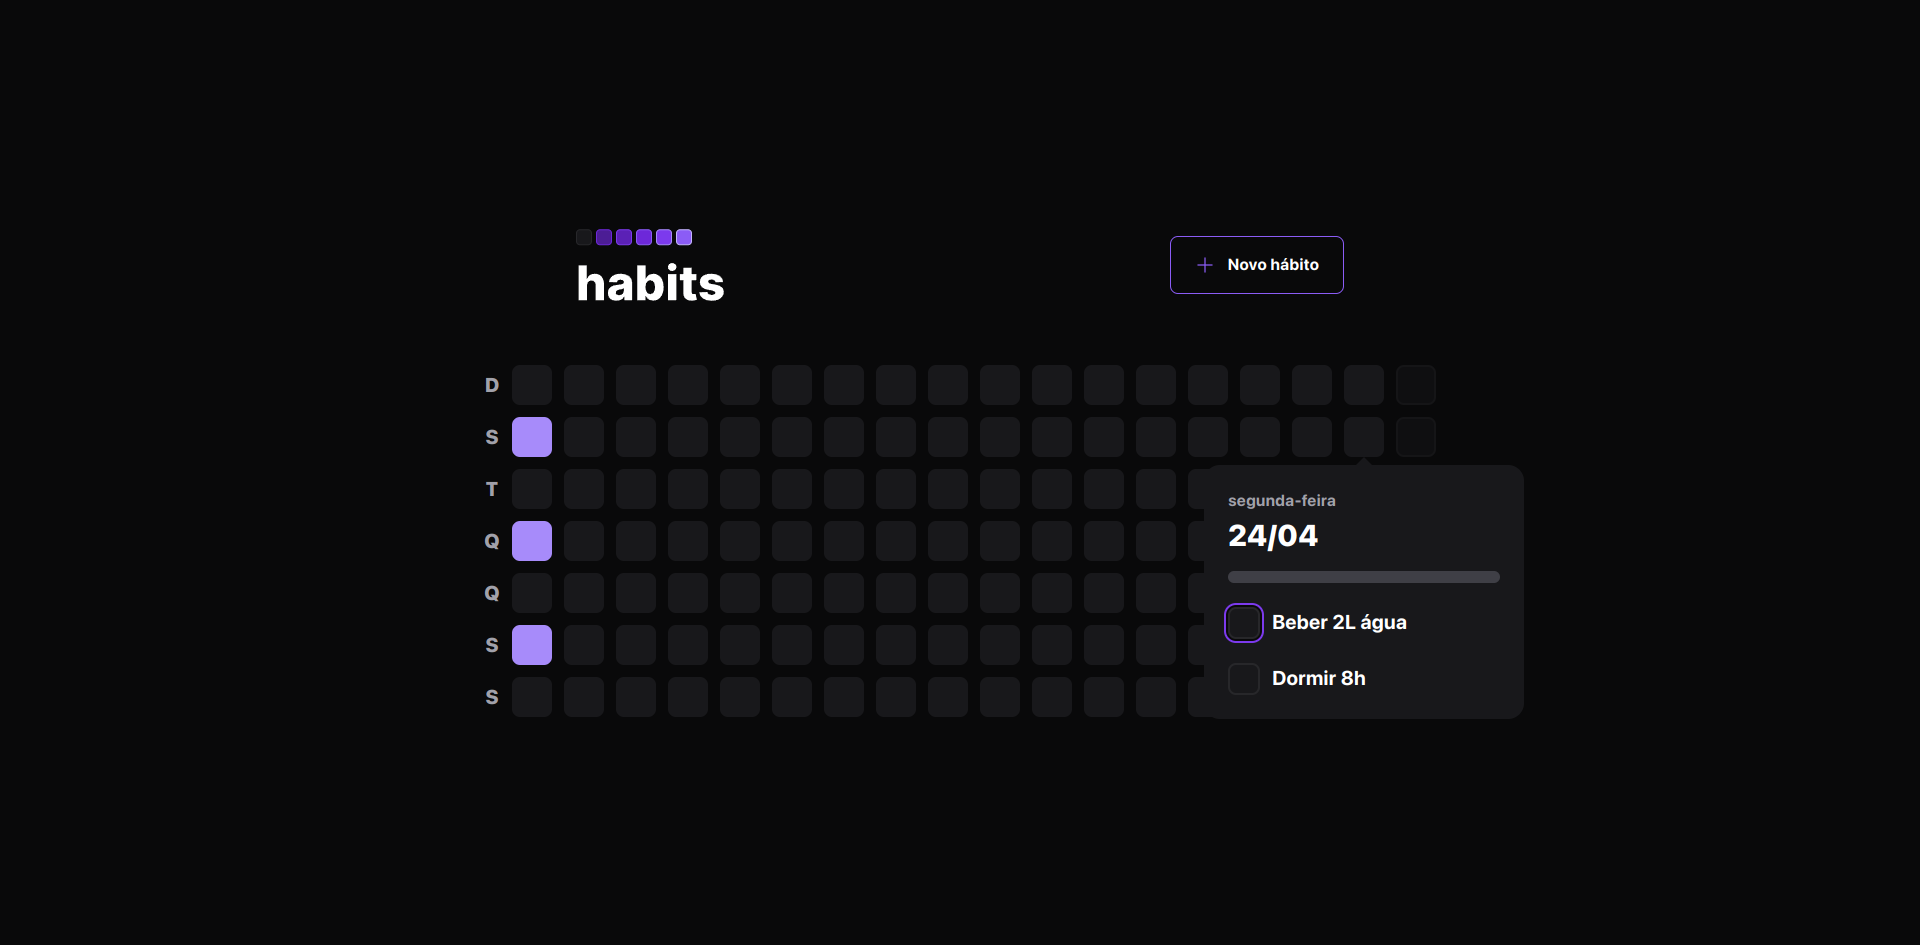 habits
Novo hábito
D
S
T
Q
Q
S
S
segunda-feira
24/04
Beber 2L água
Dormir 8h